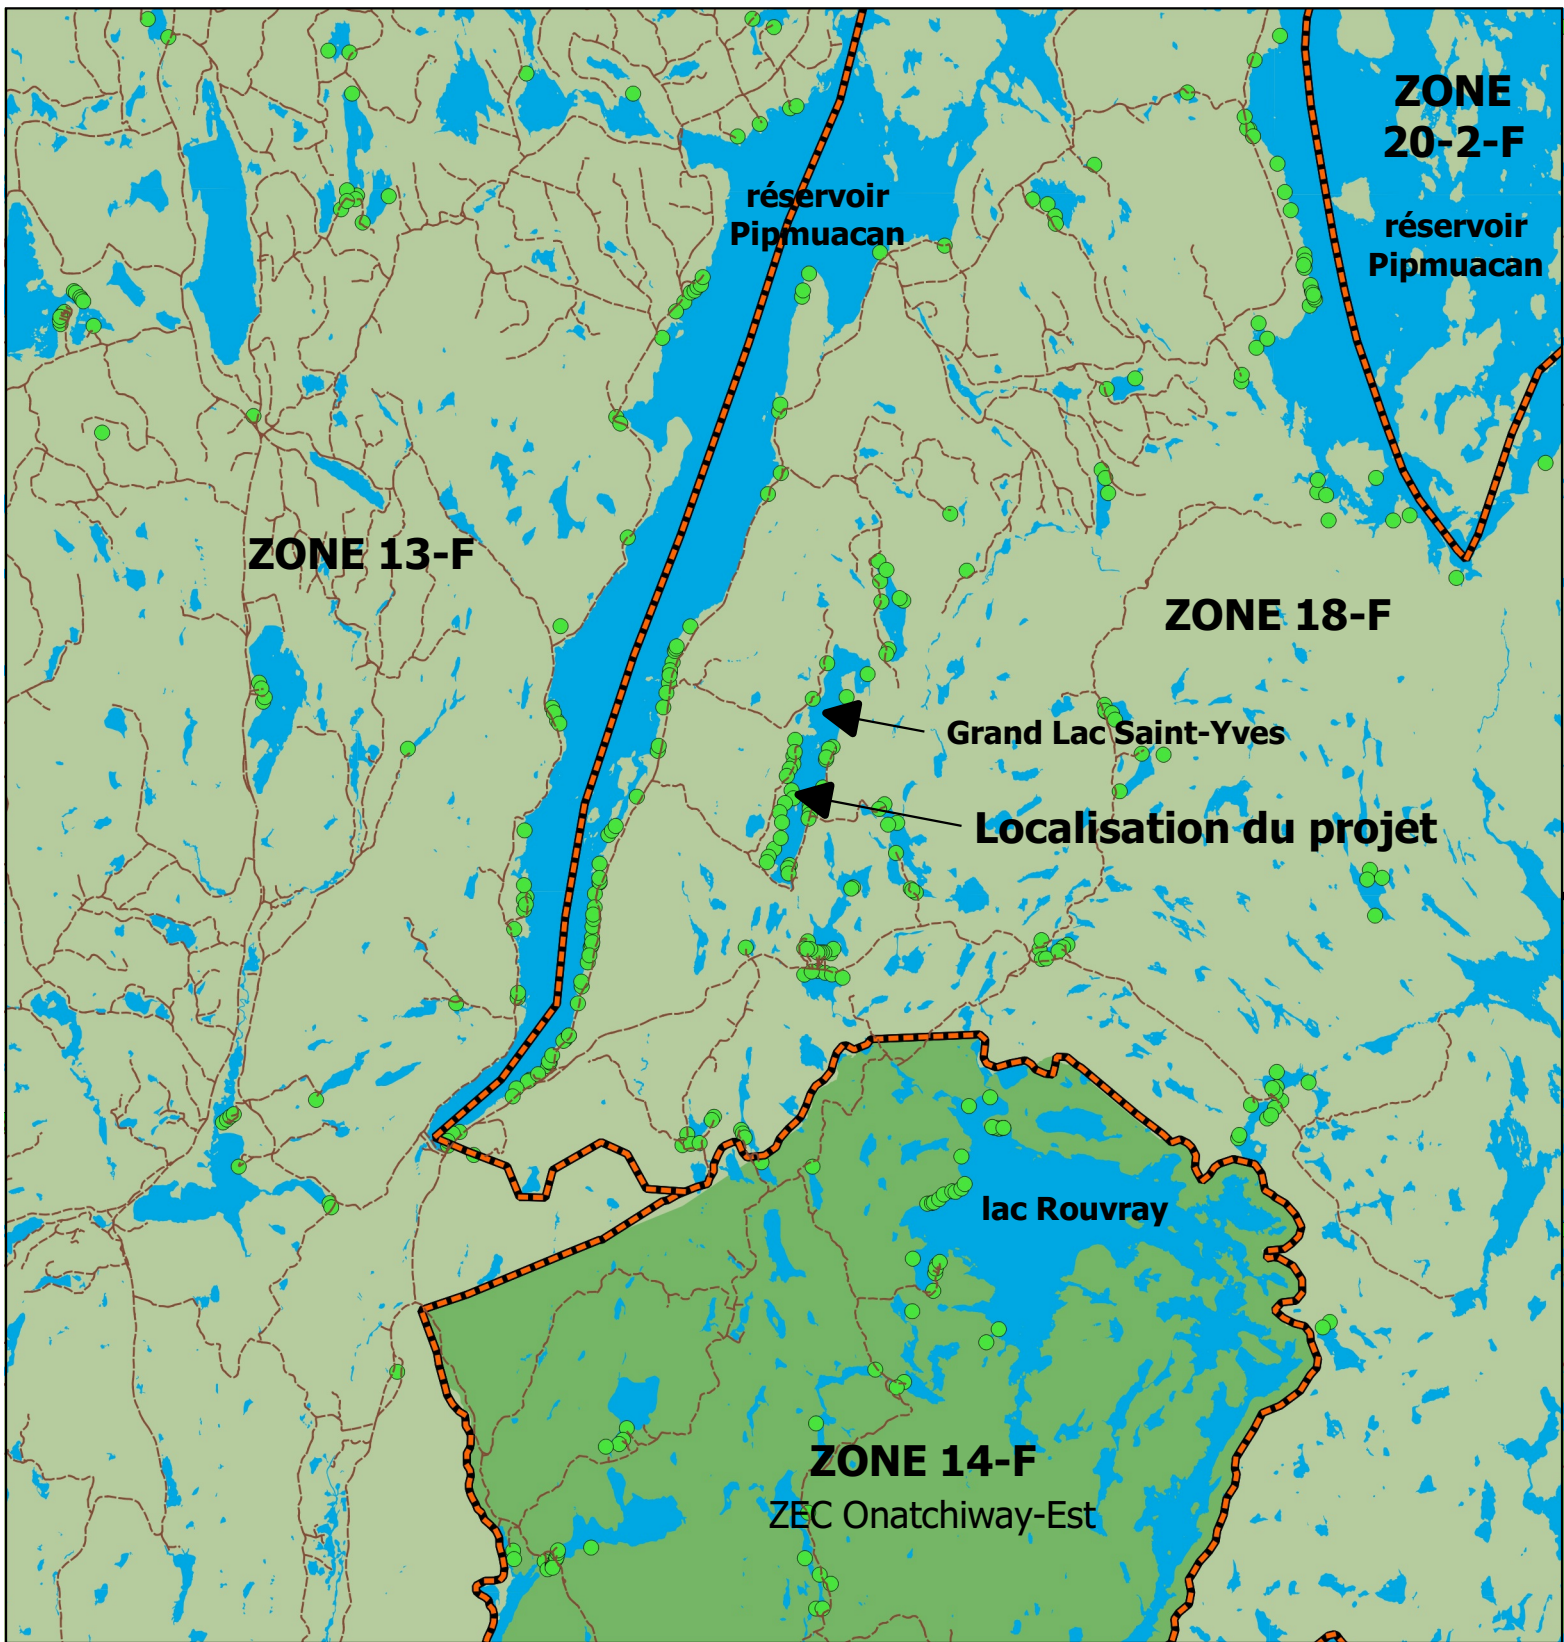 ZONE
20-2-F
réservoir
Pipmuacan
réservoir
Pipmuacan
ZONE 13-F
ZONE 18-F
Grand Lac Saint-Yves
Localisation du projet
lac Rouvray
ZONE 14-F
ZEC Onatchiway-Est